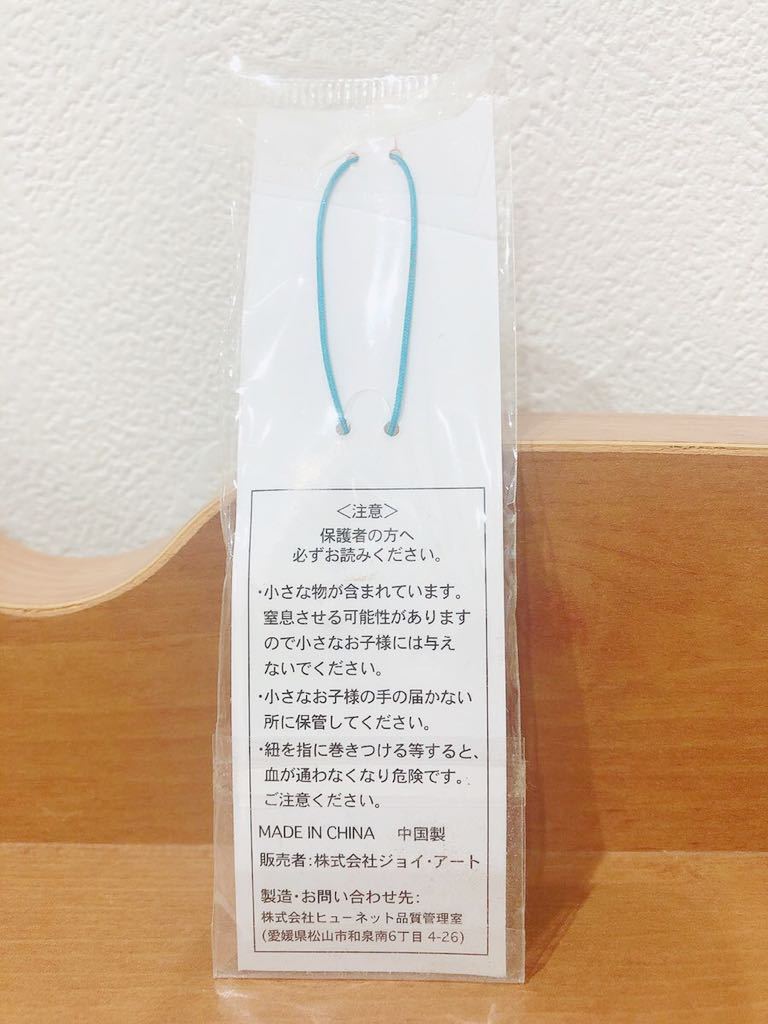 ＜注意＞
保護者の方へ
必ずお読みください。
・小さな物が含まれています。
窒息させる可能性があります
ので小さなお子様には与え
ないでください。
・小さなお子様の手の届かない
所に保管してください。
・紐を指に巻きつける等すると、
血が通わなくなり危険です。
ご注意ください。
MADE IN CHINA 中国製
販売者：株式会社ジョイ・アート
製造・お問い合わせ先：
株式会社ヒューネット品質管理室
(愛媛県松山市和泉南6丁目 4-26)